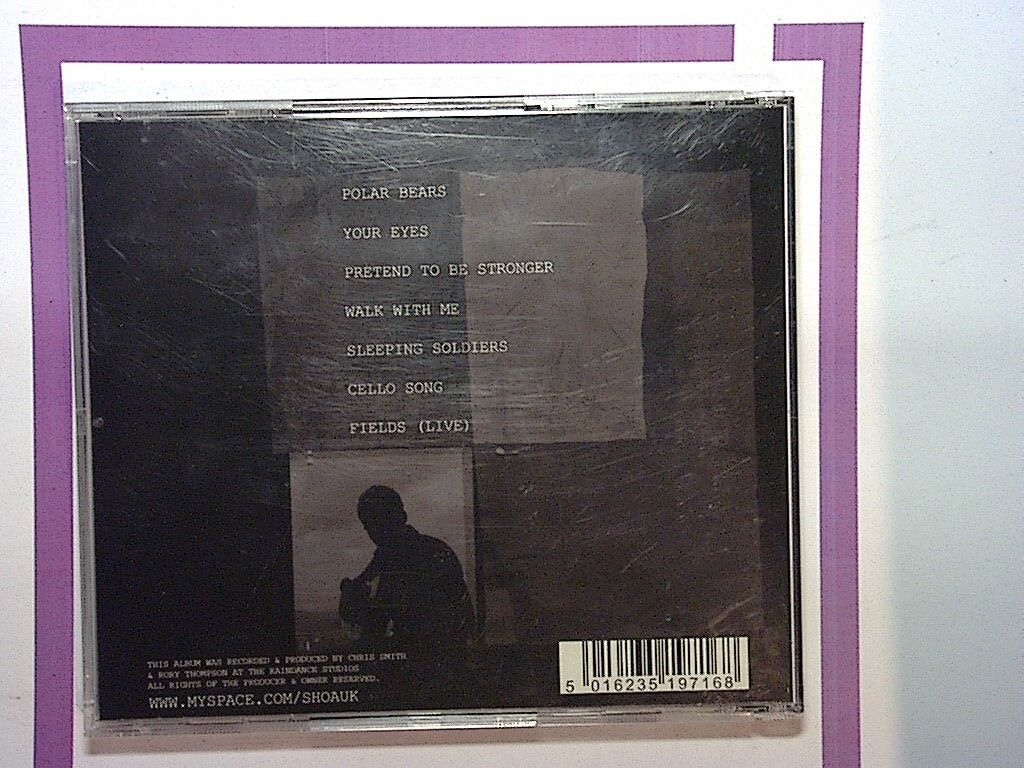 POLAR BEARS
YOUR EYES
PRETEND TO BE STRONGER
WALK WITH ME
SLEEPING SOLDIERS
CELLO SONG
FIELDS (LIVE)
THIS ALBUM WAS RECORDED & PRODUCED BY CHRIS SMITH
& RORY THOMPSON AT THE RAINDANCE STUDIOS
ALL RIGHTS OF THE PRODUCER & OWNER RESERVED.
WWW.MYSPACE.COM/SHOAUK
5 016235 197168